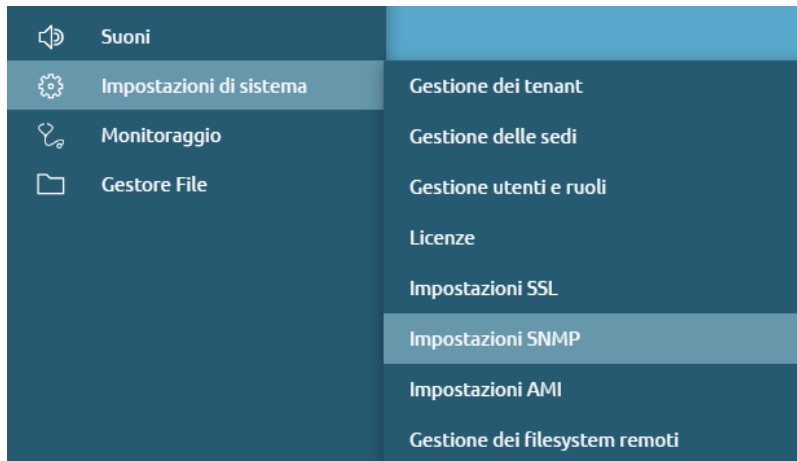 Suoni
Impostazioni di sistema
Monitoraggio
Gestore File
Gestione dei tenant
Gestione delle sedi
Gestione utenti e ruoli
Licenze
Impostazioni SSL
Impostazioni SNMP
Impostazioni AMI
Gestione dei filesystem remoti